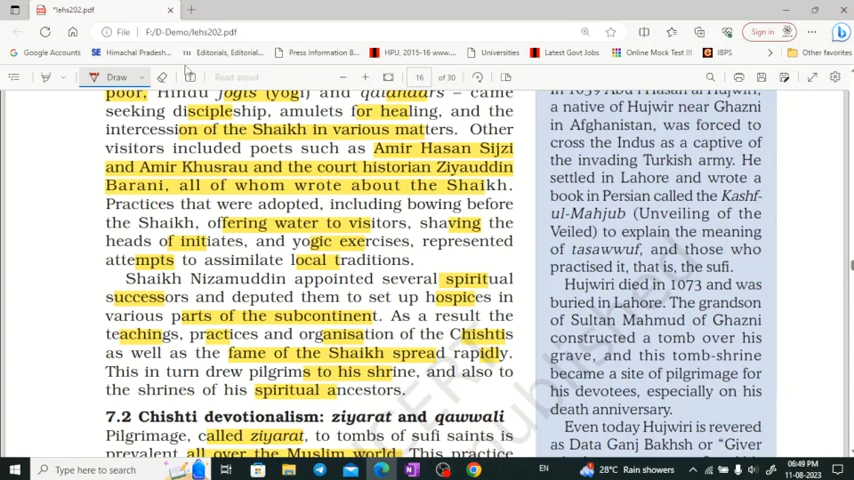 *lehs202.pdf
File
F:/D-Demo/lehs202.pdf
Sign in
Google Accounts
Himachal Pradesh...
Editorials, Editorial...
Press Information B...
HPU, 2015-16 www....
Universities
Latest Govt Jobs
Online Mock Test
IBPS
Other favorites
Draw
Read aloud
16 of 30
poor, Hindu jogis (yogi) and qalandars – came
seeking discipleship, amulets for healing, and the
intercession of the Shaikh in various matters. Other
visitors included poets such as Amir Hasan Sijzi
and Amir Khusrau and the court historian Ziyauddin
Barani, all of whom wrote about the Shaikh.
Practices that were adopted, including bowing before
the Shaikh, offering water to visitors, shaving the
heads of initiates, and yogic exercises, represented
attempts to assimilate local traditions.
Shaikh Nizamuddin appointed several spiritual
successors and deputed them to set up hospices in
various parts of the subcontinent. As a result the
teachings, practices and organisation of the Chishtis
as well as the fame of the Shaikh spread rapidly.
This in turn drew pilgrims to his shrine, and also to
the shrines of his spiritual ancestors.
7.2 Chishti devotionalism: ziyarat and qawwali
Pilgrimage, called ziyarat, to tombs of sufi saints is
prevalent all over the Muslim world. This practice
In 1039 Abu'l Hasan al Hujwiri,
a native of Hujwir near Ghazni
in Afghanistan, was forced to
cross the Indus as a captive of
the invading Turkish army. He
settled in Lahore and wrote a
book in Persian called the Kashf-
ul-Mahjub (Unveiling of the
Veiled) to explain the meaning
of tasawwuf, and those who
practised it, that is, the sufi.
Hujwiri died in 1073 and was
buried in Lahore. The grandson
of Sultan Mahmud of Ghazni
constructed a tomb over his
grave, and this tomb-shrine
became a site of pilgrimage for
his devotees, especially on his
death anniversary.
Even today Hujwiri is revered
as Data Ganj Bakhsh or “Giver
Type here to search
28°C Rain showers
EN
06:49 PM
11-08-2023